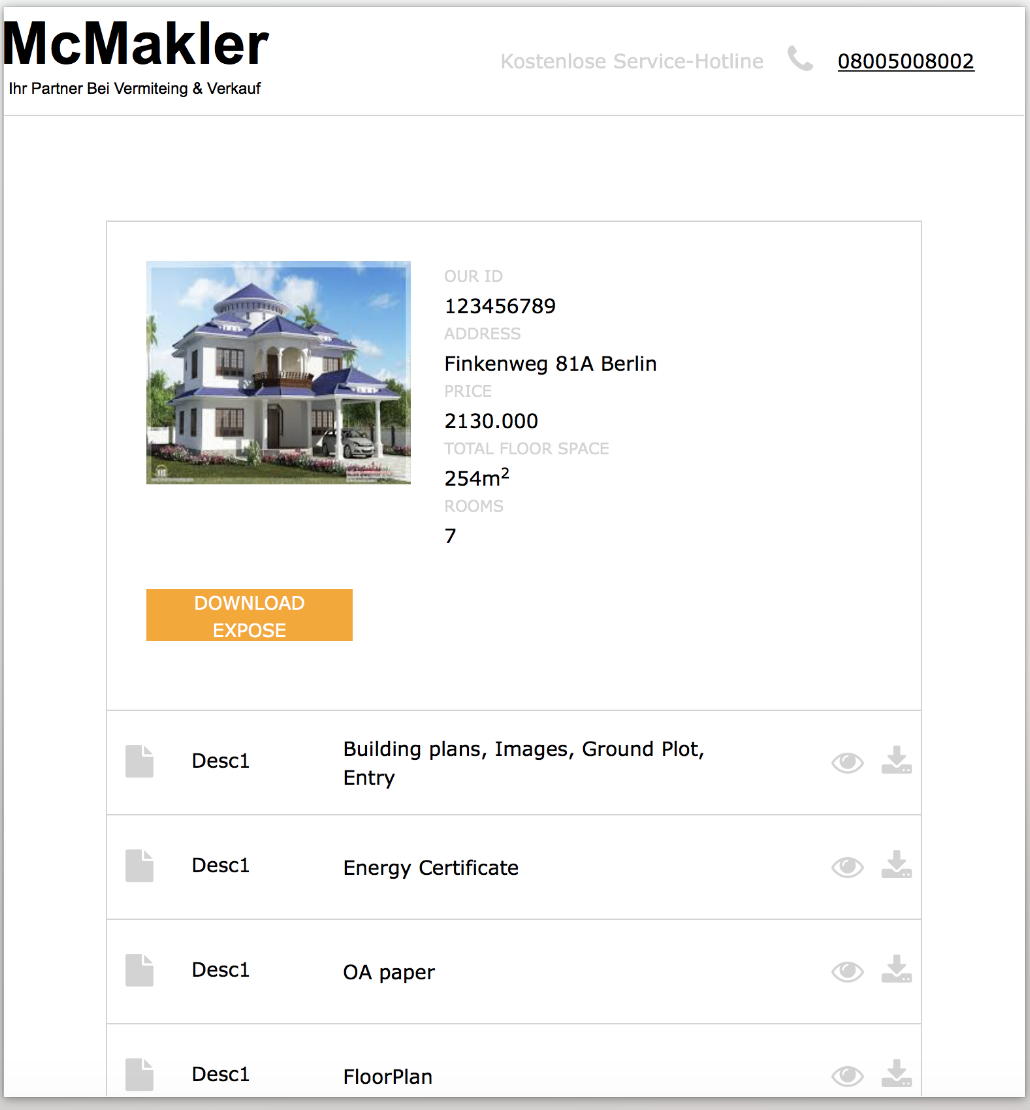 McMakler
Ihr Partner Bei Vermiteing & Verkauf
Kostenlose Service-Hotline 08005008002
OUR ID
123456789
ADDRESS
Finkenweg 81A Berlin
PRICE
2130.000
TOTAL FLOOR SPACE
254m²
ROOMS
7
DOWNLOAD
EXPOSE
Desc1
Building plans, Images, Ground Plot,
Entry
Desc1
Energy Certificate
Desc1
OA paper
Desc1
FloorPlan